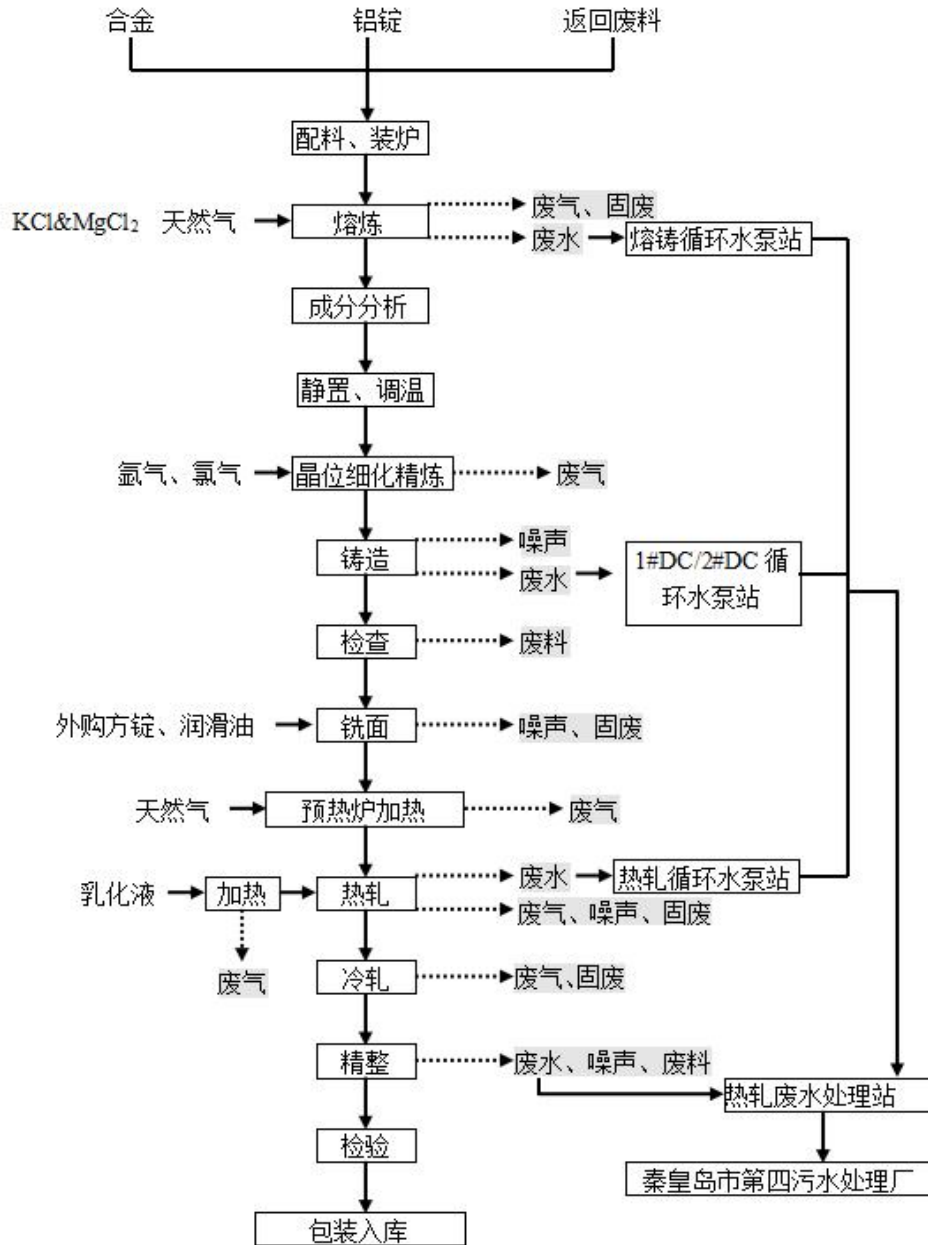 合金 铝锭 返回废料
配料、装炉
KCl&MgCl₂ 天然气 熔炼 废气、固废
废水 熔铸循环水泵站
成分分析
静置、调温
氩气、氯气 晶位细化精炼 废气
铸造 噪声
废水 1#DC/2#DC 循
环水泵站
检查 废料
外购方锭、润滑油 铣面 噪声、固废
天然气 预热炉加热 废气
乳化液 加热 热轧 废水 热轧循环水泵站
废气、噪声、固废
废气 冷轧 废气、固废
精整 废水、噪声、废料
热轧废水处理站
检验
秦皇岛市第四污水处理厂
包装入库